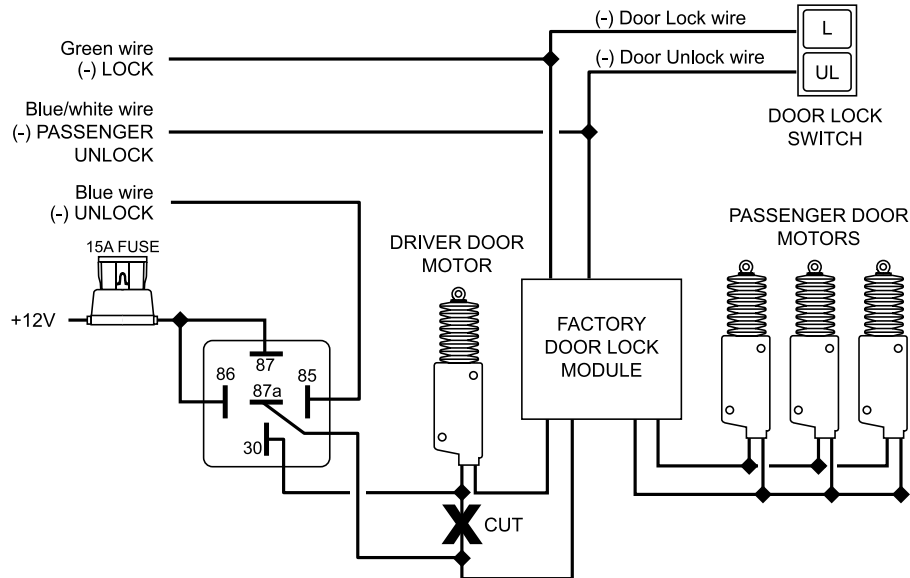 (-) Door Lock wire
L
Green wire
(-) LOCK
(-) Door Unlock wire
UL
Blue/white wire
(-) PASSENGER
UNLOCK
DOOR LOCK
SWITCH
Blue wire
(-) UNLOCK
PASSENGER DOOR
MOTORS
DRIVER DOOR
MOTOR
15A FUSE
+12V
FACTORY
DOOR LOCK
MODULE
87
86
85
87a
30
CUT